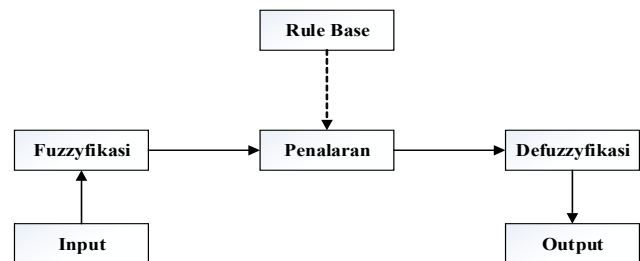 Rule Base
Fuzzyfikasi
Penalaran
Defuzzyfikasi
Input
Output